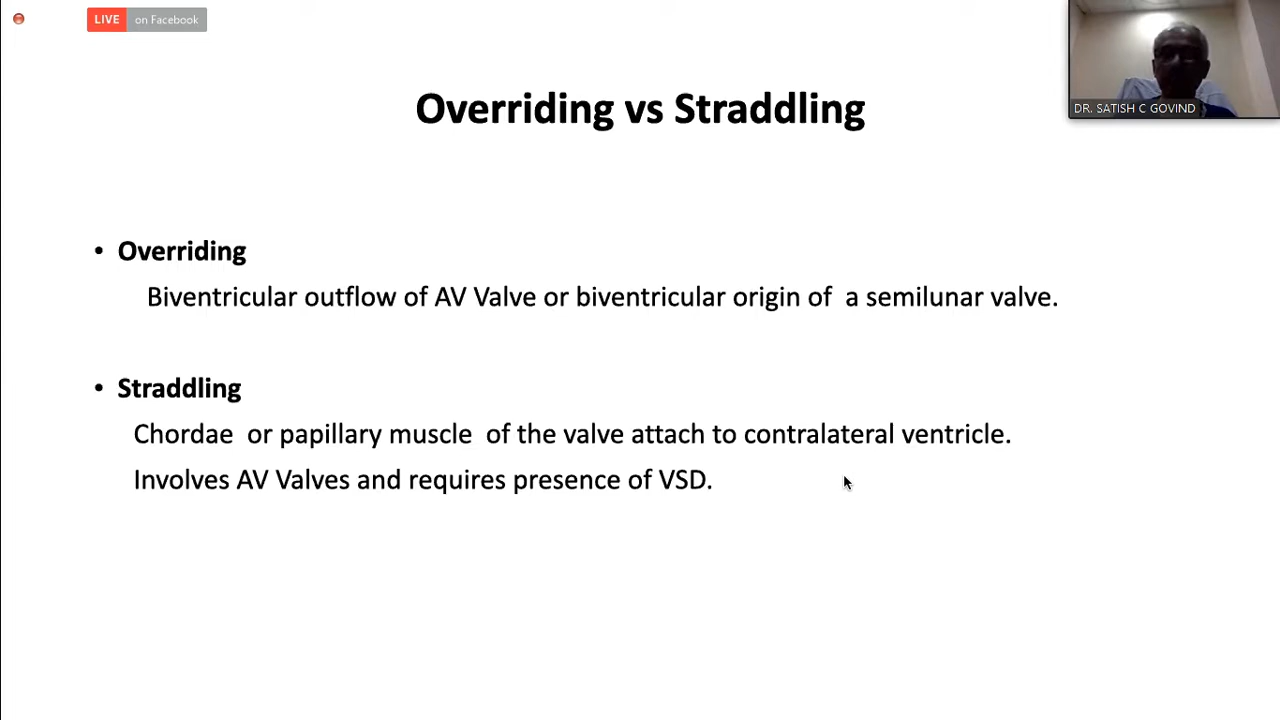 LIVE on Facebook
DR. SATISH C GOVIND
Overriding vs Straddling
• Overriding
Biventricular outflow of AV Valve or biventricular origin of a semilunar valve.
• Straddling
Chordae or papillary muscle of the valve attach to contralateral ventricle.
Involves AV Valves and requires presence of VSD.